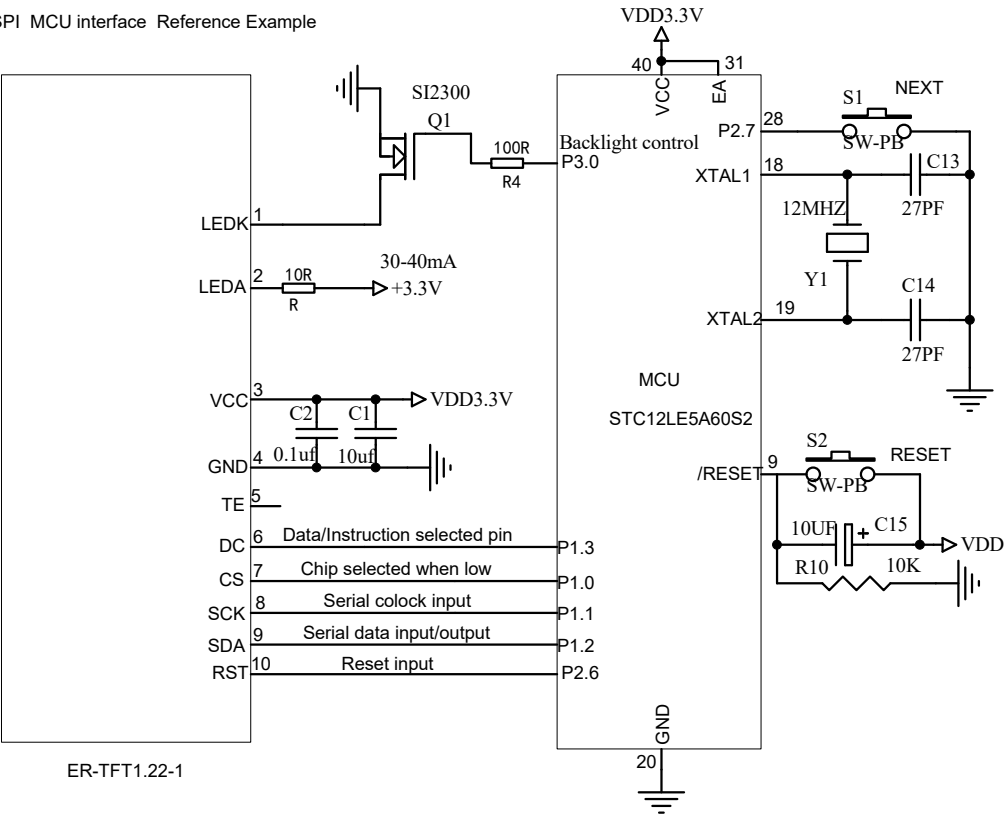 SPI MCU interface Reference Example
VDD3.3V
40
31
VCC
EA
SI2300
Q1
100R
R4
Backlight control
P3.0
P2.7
28
S1
NEXT
SW-PB
XTAL1
18
C13
27PF
12MHZ
Y1
C14
27PF
XTAL2
19
LEDK
1
LEDA
2
10R
R
30-40mA
+3.3V
VCC
3
C2
C1
VDD3.3V
0.1uf
10uf
GND
4
TE
5
DC
6
Data/Instruction selected pin
P1.3
CS
7
Chip selected when low
P1.0
SCK
8
Serial colock input
P1.1
SDA
9
Serial data input/output
P1.2
RST
10
Reset input
P2.6
MCU
STC12LE5A60S2
/RESET
9
S2
RESET
SW-PB
10UF
+
C15
VDD
R10
10K
GND
20
ER-TFT1.22-1